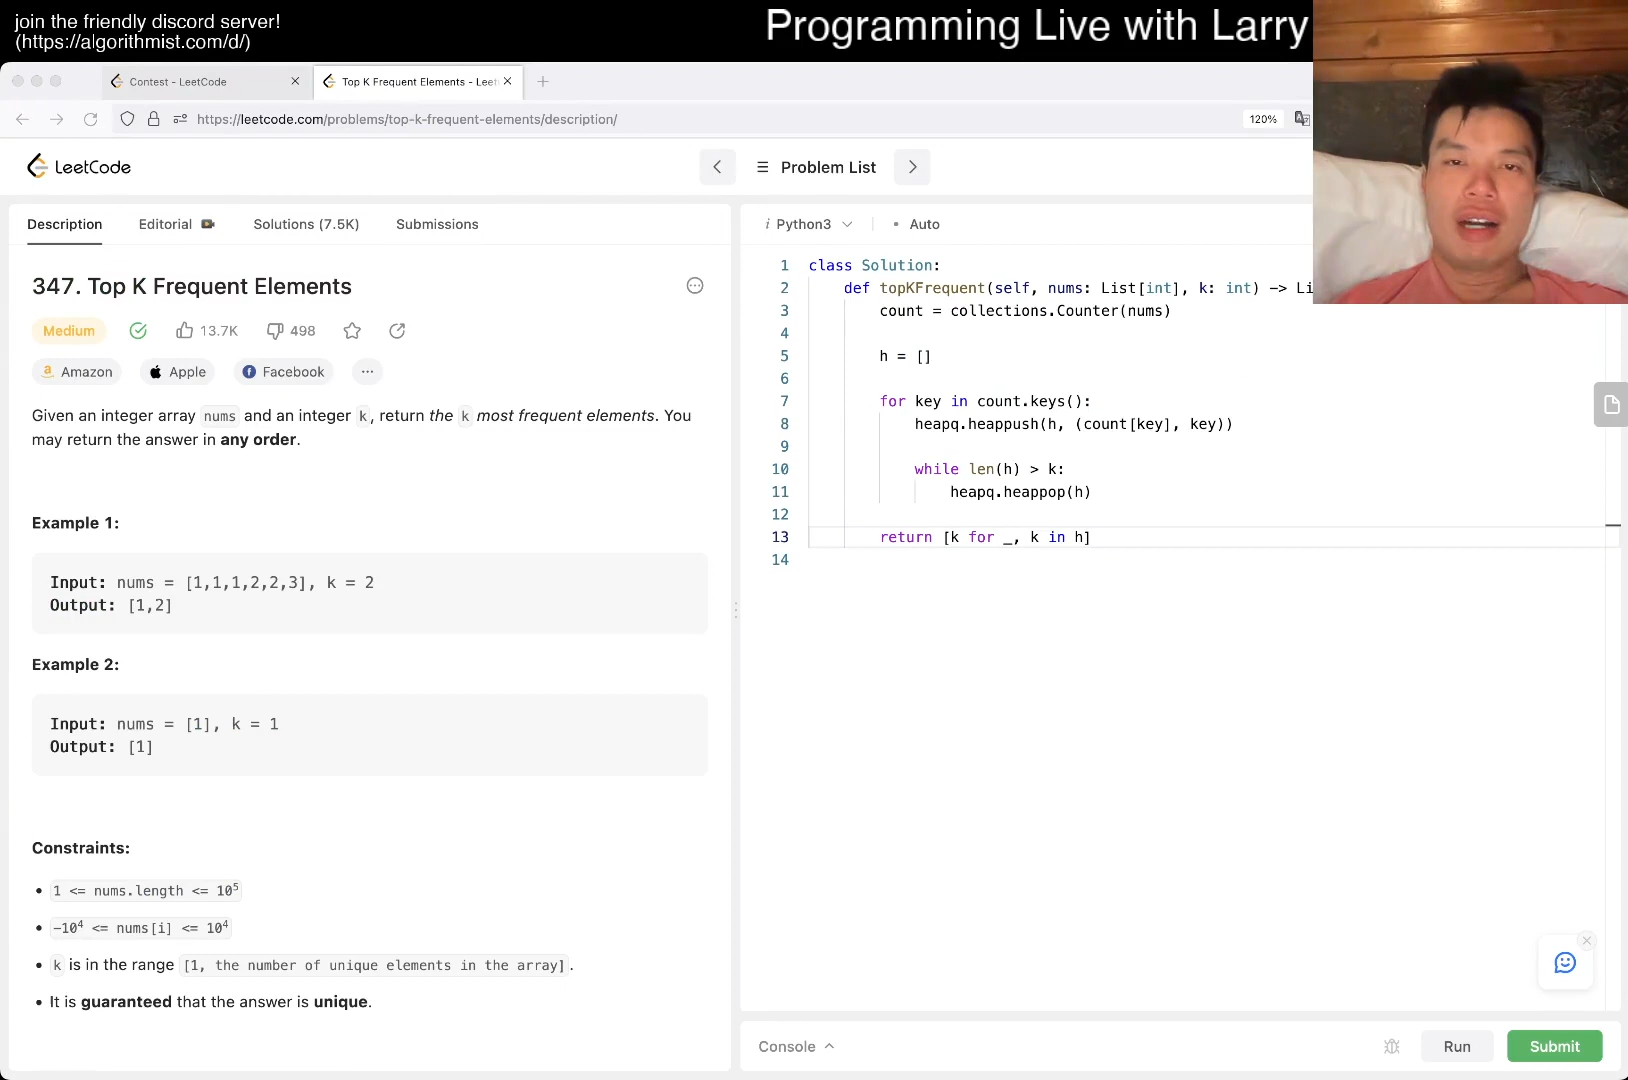 join the friendly discord server!
(https://algorithmist.com/d/)
Programming Live with Larry
Contest - LeetCode
Top K Frequent Elements - Leet
https://leetcode.com/problems/top-k-frequent-elements/description/
120%
LeetCode
Problem List
Description
Editorial
Solutions (7.5K)
Submissions
347. Top K Frequent Elements
Medium
13.7K
498
Amazon
Apple
Facebook
Given an integer array nums and an integer k, return the k most frequent elements. You
may return the answer in any order.
Example 1:
Input: nums = [1,1,1,2,2,3], k = 2
Output: [1,2]
Example 2:
Input: nums = [1], k = 1
Output: [1]
Constraints:
• 1 <= nums.length <= 10⁵
• -10⁴ <= nums[i] <= 10⁴
• k is in the range [1, the number of unique elements in the array].
• It is guaranteed that the answer is unique.
i Python3
• Auto
1 class Solution:
2 def topKFrequent(self, nums: List[int], k: int) -> Li
3 count = collections.Counter(nums)
4
5 h = []
6
7 for key in count.keys():
8 heapq.heappush(h, (count[key], key))
9
10 while len(h) > k:
11 heapq.heappop(h)
12
13 return [k for _, k in h]
14
Console
Run
Submit